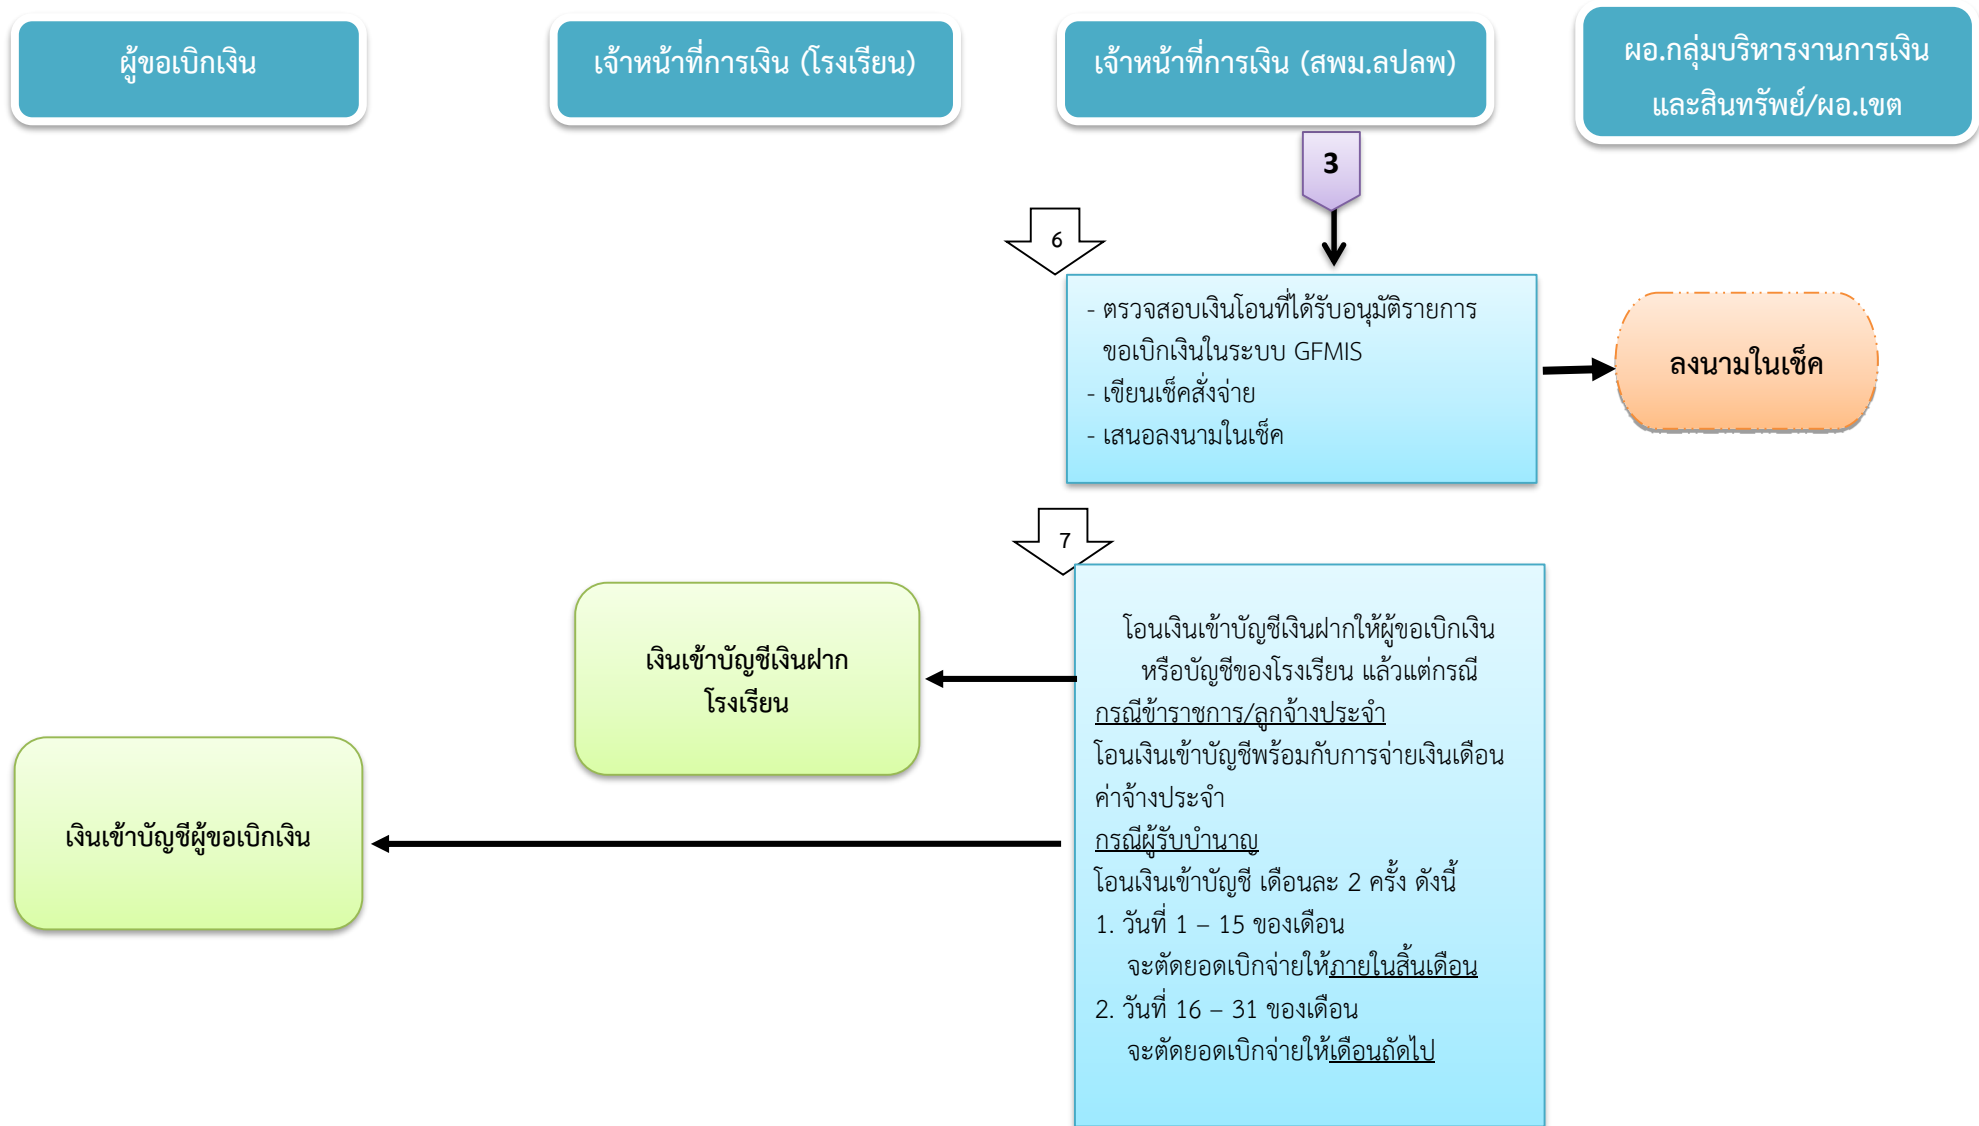 ผู้ขอเบิกเงิน
เจ้าหน้าที่การเงิน (โรงเรียน)
เจ้าหน้าที่การเงิน (สพม.ลปลพ)
ผอ.กลุ่มบริหารงานการเงิน
และสินทรัพย์/ผอ.เขต
3
6
- ตรวจสอบเงินโอนที่ได้รับอนุมัติรายการ
ขอเบิกเงินในระบบ GFMIS
- เขียนเช็คสั่งจ่าย
- เสนอลงนามในเช็ค
ลงนามในเช็ค
7
โอนเงินเข้าบัญชีเงินฝากให้ผู้ขอเบิกเงิน
หรือบัญชีของโรงเรียน แล้วแต่กรณี
กรณีข้าราชการ/ลูกจ้างประจำ
โอนเงินเข้าบัญชีพร้อมกับการจ่ายเงินเดือน
ค่าจ้างประจำ
กรณีผู้รับบำนาญ
โอนเงินเข้าบัญชี เดือนละ 2 ครั้ง ดังนี้
1. วันที่ 1 – 15 ของเดือน
จะตัดยอดเบิกจ่ายให้ภายในสิ้นเดือน
2. วันที่ 16 – 31 ของเดือน
จะตัดยอดเบิกจ่ายให้เดือนถัดไป
เงินเข้าบัญชีเงินฝาก
โรงเรียน
เงินเข้าบัญชีผู้ขอเบิกเงิน